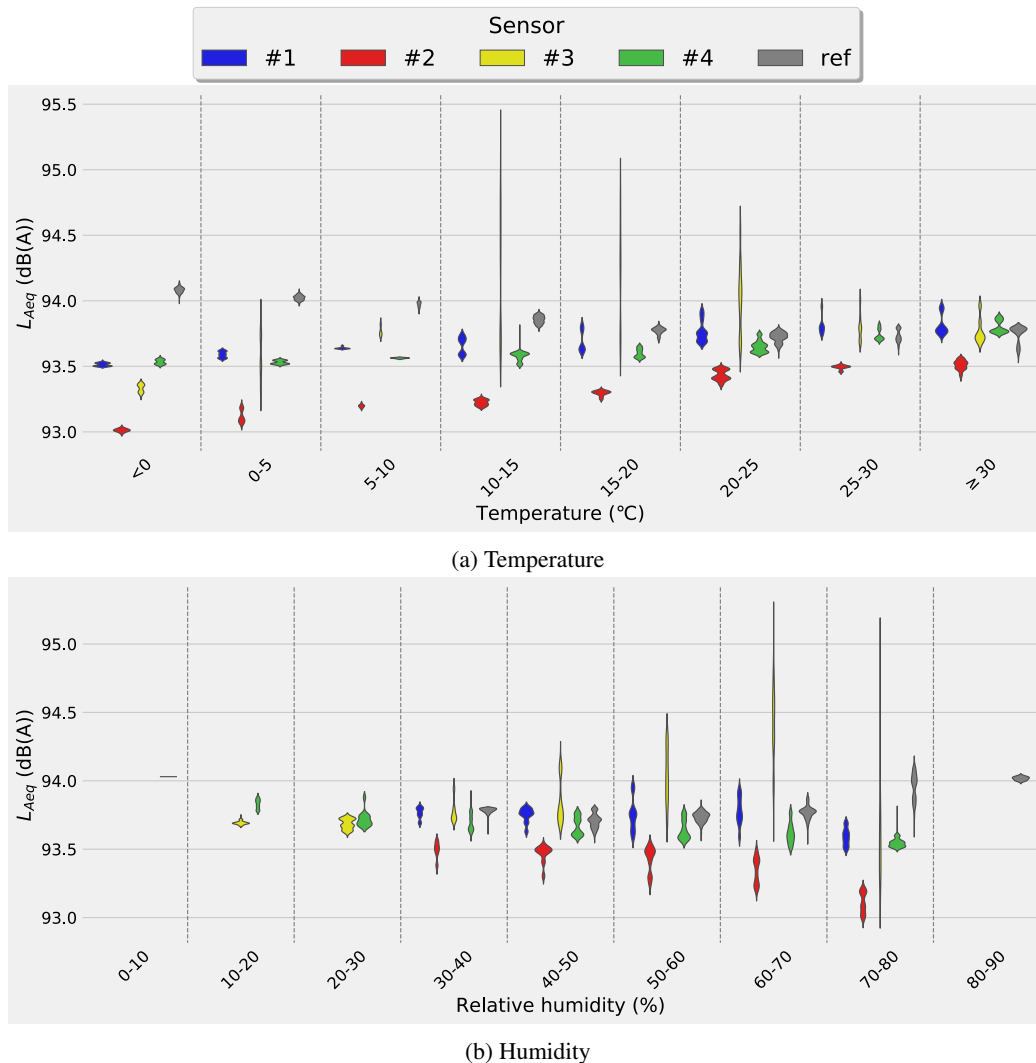 Sensor
#1 #2 #3 #4 ref
95.5
95.0
94.5
94.0
93.5
93.0
L_Aeq (dB(A))
<0 0-5 5-10 10-15 15-20 20-25 25-30 ≥ 30
Temperature (°C)
(a) Temperature
95.0
94.5
94.0
93.5
93.0
L_Aeq (dB(A))
0-10 10-20 20-30 30-40 40-50 50-60 60-70 70-80 80-90
Relative humidity (%)
(b) Humidity